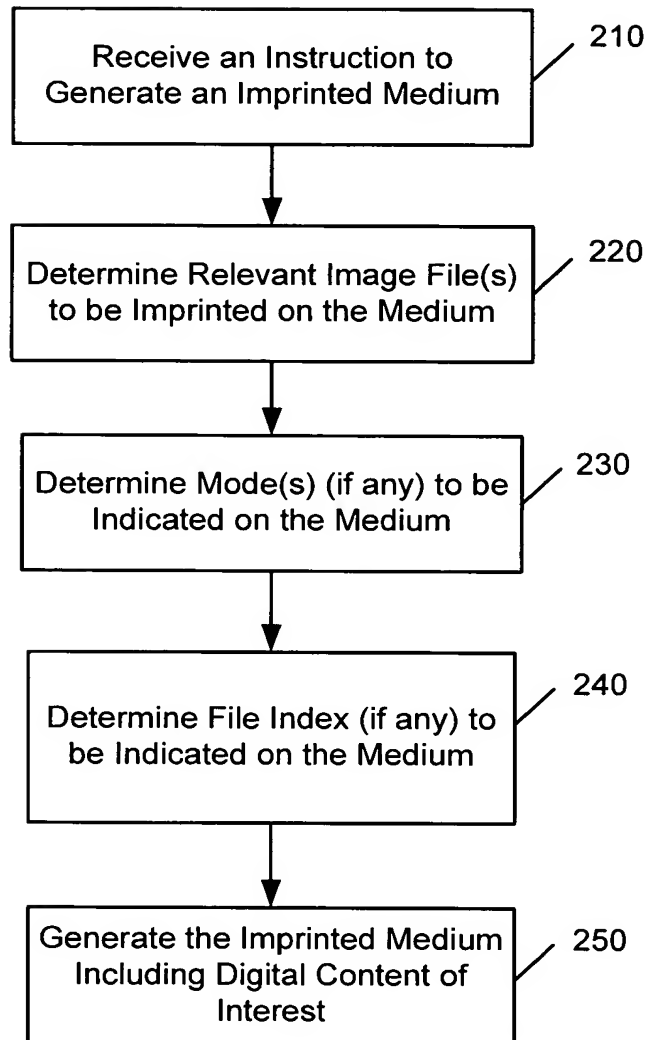 Receive an Instruction to
Generate an Imprinted Medium
210
Determine Relevant Image File(s)
to be Imprinted on the Medium
220
Determine Mode(s) (if any) to be
Indicated on the Medium
230
Determine File Index (if any) to
be Indicated on the Medium
240
Generate the Imprinted Medium
Including Digital Content of
Interest
250